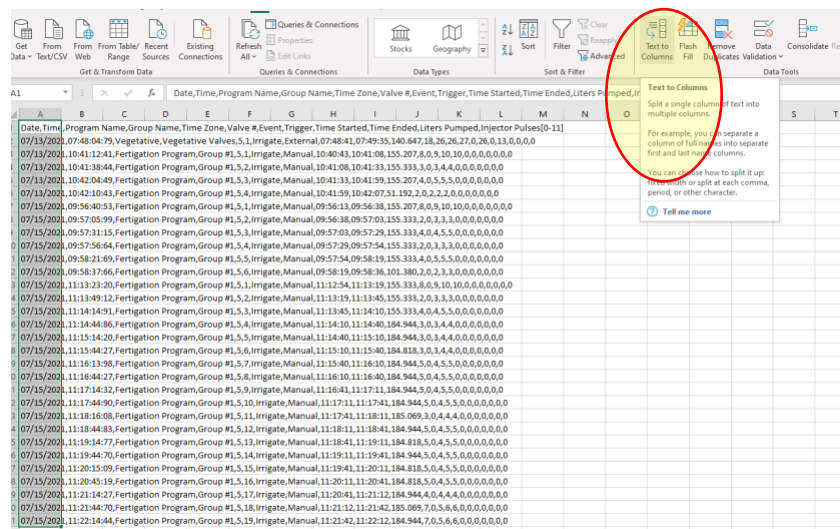 Get Data
From Text/CSV
From Web
From Table/ Range
Recent Sources
Existing Connections
Get & Transform Data
Refresh All
Queries & Connections
Properties
Edit Links
Queries & Connections
Stocks
Geography
Data Types
Sort
Filter
Clear
Reapply
Advanced
Sort & Filter
Text to Columns
Flash Fill
Remove Duplicates
Data Validation
Consolidate
Data Tools
A1
fx
Date,Time,Program Name,Group Name,Time Zone,Valve #,Event,Trigger,Time Started,Time Ended,Liters Pumped,In
Text to Columns
Split a single column of text into
multiple columns.
For example, you can separate a
column of full names into separate
first and last name columns.
You can choose how to split it up:
fixed width or split at each comma,
period, or other character.
Tell me more
A B C D E F G H I J K L M N O S T
Date,Time,Program Name,Group Name,Time Zone,Valve #,Event,Trigger,Time Started,Time Ended,Liters Pumped,Injector Pulses[0-11]
07/13/2021,07:48:04:79,Vegetative,Vegetative Valves,5,1,Irrigate,External,07:48:41,07:49:35,140.647,18,26,26,27,0,26,0,13,0,0,0,0
07/13/2021,10:41:12:41,Fertigation Program,Group #1,5,1,Irrigate,Manual,10:40:43,10:41:08,155.207,8,0,9,10,10,0,0,0,0,0,0,0
07/13/2021,10:41:38:44,Fertigation Program,Group #1,5,2,Irrigate,Manual,10:41:08,10:41:33,155.333,3,0,3,4,4,0,0,0,0,0,0,0
07/13/2021,10:42:04:49,Fertigation Program,Group #1,5,3,Irrigate,Manual,10:41:33,10:41:59,155.207,4,0,4,5,5,0,0,0,0,0,0,0
07/13/2021,10:42:10:43,Fertigation Program,Group #1,5,4,Irrigate,Manual,10:41:59,10:42:07,51.192,2,0,2,2,2,0,0,0,0,0,0,0
07/15/2021,09:56:40:53,Fertigation Program,Group #1,5,1,Irrigate,Manual,09:56:13,09:56:38,155.207,8,0,9,10,10,0,0,0,0,0,0,0
07/15/2021,09:57:05:99,Fertigation Program,Group #1,5,2,Irrigate,Manual,09:56:38,09:57:03,155.333,2,0,3,3,3,0,0,0,0,0,0,0
07/15/2021,09:57:31:15,Fertigation Program,Group #1,5,3,Irrigate,Manual,09:57:03,09:57:29,155.333,4,0,4,5,5,0,0,0,0,0,0,0
07/15/2021,09:57:56:64,Fertigation Program,Group #1,5,4,Irrigate,Manual,09:57:29,09:57:54,155.333,2,0,3,3,3,0,0,0,0,0,0,0
07/15/2021,09:58:21:69,Fertigation Program,Group #1,5,5,Irrigate,Manual,09:57:54,09:58:19,155.333,4,0,5,5,5,0,0,0,0,0,0,0
07/15/2021,09:58:37:66,Fertigation Program,Group #1,5,6,Irrigate,Manual,09:58:19,09:58:36,101.380,2,0,2,3,3,0,0,0,0,0,0,0
07/15/2021,11:13:23:20,Fertigation Program,Group #1,5,1,Irrigate,Manual,11:12:54,11:13:19,155.333,8,0,9,10,10,0,0,0,0,0,0,0
07/15/2021,11:13:49:12,Fertigation Program,Group #1,5,2,Irrigate,Manual,11:13:19,11:13:45,155.333,2,0,3,3,3,0,0,0,0,0,0,0
07/15/2021,11:14:14:91,Fertigation Program,Group #1,5,3,Irrigate,Manual,11:13:45,11:14:10,155.333,4,0,4,5,5,0,0,0,0,0,0,0
07/15/2021,11:14:44:86,Fertigation Program,Group #1,5,4,Irrigate,Manual,11:14:10,11:14:40,184.944,3,0,3,4,4,0,0,0,0,0,0,0
07/15/2021,11:15:14:20,Fertigation Program,Group #1,5,5,Irrigate,Manual,11:14:40,11:15:10,184.944,3,0,3,4,4,0,0,0,0,0,0,0
07/15/2021,11:15:44:27,Fertigation Program,Group #1,5,6,Irrigate,Manual,11:15:10,11:15:40,184.818,3,0,3,4,4,0,0,0,0,0,0,0
07/15/2021,11:16:13:98,Fertigation Program,Group #1,5,7,Irrigate,Manual,11:15:40,11:16:10,184.944,5,0,4,5,5,0,0,0,0,0,0,0
07/15/2021,11:16:44:27,Fertigation Program,Group #1,5,8,Irrigate,Manual,11:16:10,11:16:40,184.944,5,0,4,5,5,0,0,0,0,0,0,0
07/15/2021,11:17:14:32,Fertigation Program,Group #1,5,9,Irrigate,Manual,11:16:41,11:17:11,184.944,5,0,4,5,5,0,0,0,0,0,0,0
07/15/2021,11:17:44:90,Fertigation Program,Group #1,5,10,Irrigate,Manual,11:17:11,11:17:41,184.944,5,0,4,5,5,0,0,0,0,0,0,0
07/15/2021,11:18:16:08,Fertigation Program,Group #1,5,11,Irrigate,Manual,11:17:41,11:18:11,185.069,3,0,4,4,4,0,0,0,0,0,0,0
07/15/2021,11:18:44:83,Fertigation Program,Group #1,5,12,Irrigate,Manual,11:18:11,11:18:41,184.944,5,0,4,5,5,0,0,0,0,0,0,0
07/15/2021,11:19:14:77,Fertigation Program,Group #1,5,13,Irrigate,Manual,11:18:41,11:19:11,184.818,5,0,4,5,5,0,0,0,0,0,0,0
07/15/2021,11:19:44:70,Fertigation Program,Group #1,5,14,Irrigate,Manual,11:19:11,11:19:41,184.944,5,0,4,5,5,0,0,0,0,0,0,0
07/15/2021,11:20:15:09,Fertigation Program,Group #1,5,15,Irrigate,Manual,11:19:41,11:20:11,184.818,5,0,4,5,5,0,0,0,0,0,0,0
07/15/2021,11:20:45:19,Fertigation Program,Group #1,5,16,Irrigate,Manual,11:20:11,11:20:41,184.818,5,0,4,5,5,0,0,0,0,0,0,0
07/15/2021,11:21:14:27,Fertigation Program,Group #1,5,17,Irrigate,Manual,11:20:41,11:21:12,184.944,4,0,4,4,4,0,0,0,0,0,0,0
07/15/2021,11:21:44:70,Fertigation Program,Group #1,5,18,Irrigate,Manual,11:21:12,11:21:42,185.069,7,0,5,6,6,0,0,0,0,0,0,0
07/15/2021,11:22:14:44,Fertigation Program,Group #1,5,19,Irrigate,Manual,11:21:42,11:22:12,184.944,7,0,5,6,6,0,0,0,0,0,0,0